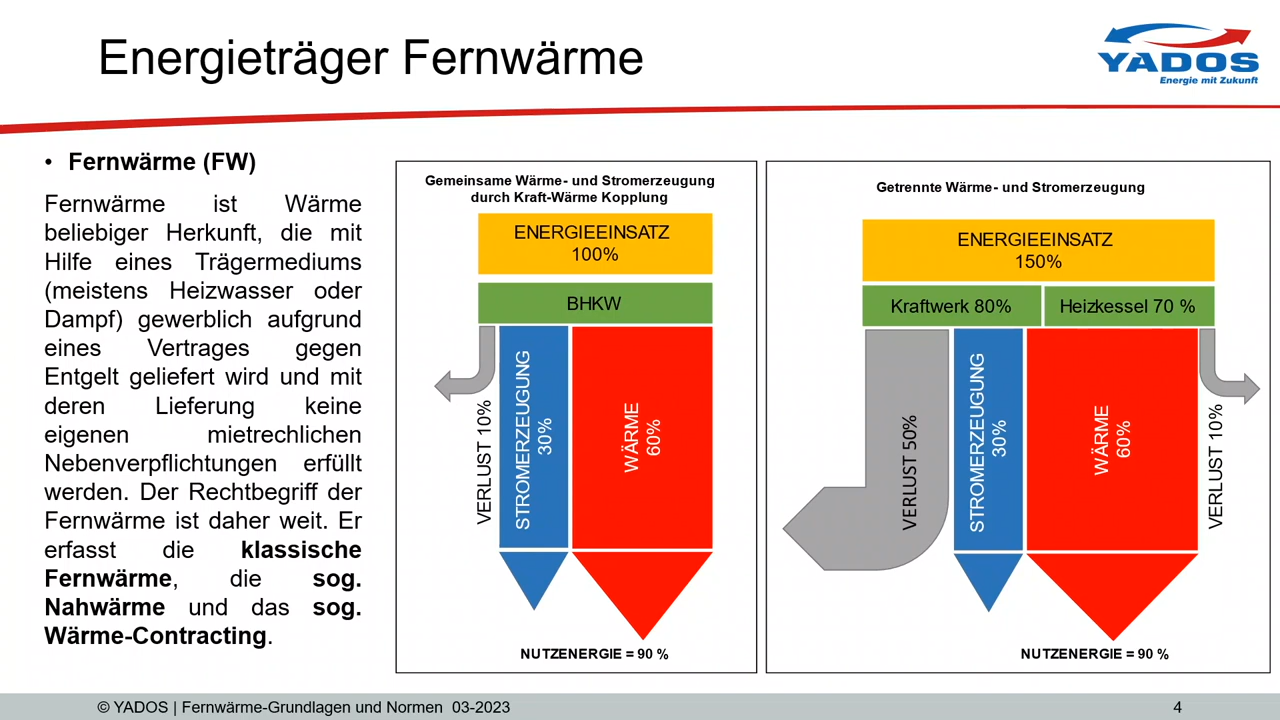 Energieträger Fernwärme
YADOS
Energie mit Zukunft
• Fernwärme (FW)
Fernwärme ist Wärme
beliebiger Herkunft, die mit
Hilfe eines Trägermediums
(meistens Heizwasser oder
Dampf) gewerblich aufgrund
eines Vertrages gegen
Entgelt geliefert wird und mit
deren Lieferung keine
eigenen mietrechlichen
Nebenverpflichtungen erfüllt
werden. Der Rechtbegriff der
Fernwärme ist daher weit. Er
erfasst die klassische
Fernwärme, die sog.
Nahwärme und das sog.
Wärme-Contracting.
Gemeinsame Wärme- und Stromerzeugung
durch Kraft-Wärme Kopplung
ENERGIEEINSATZ
100%
BHKW
VERLUST 10%
STROMERZEUGUNG
30%
WÄRME
60%
NUTZENERGIE = 90 %
Getrennte Wärme- und Stromerzeugung
ENERGIEEINSATZ
150%
Kraftwerk 80%
Heizkessel 70 %
VERLUST 50%
STROMERZEUGUNG
30%
WÄRME
60%
VERLUST 10%
NUTZENERGIE = 90 %
© YADOS | Fernwärme-Grundlagen und Normen 03-2023
4